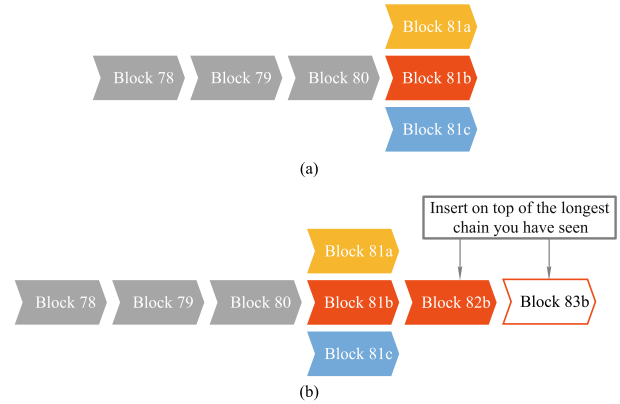 Block 81a
Block 78
Block 79
Block 80
Block 81b
Block 81c
(a)
Insert on top of the longest
chain you have seen
Block 81a
Block 78
Block 79
Block 80
Block 81b
Block 82b
Block 83b
Block 81c
(b)